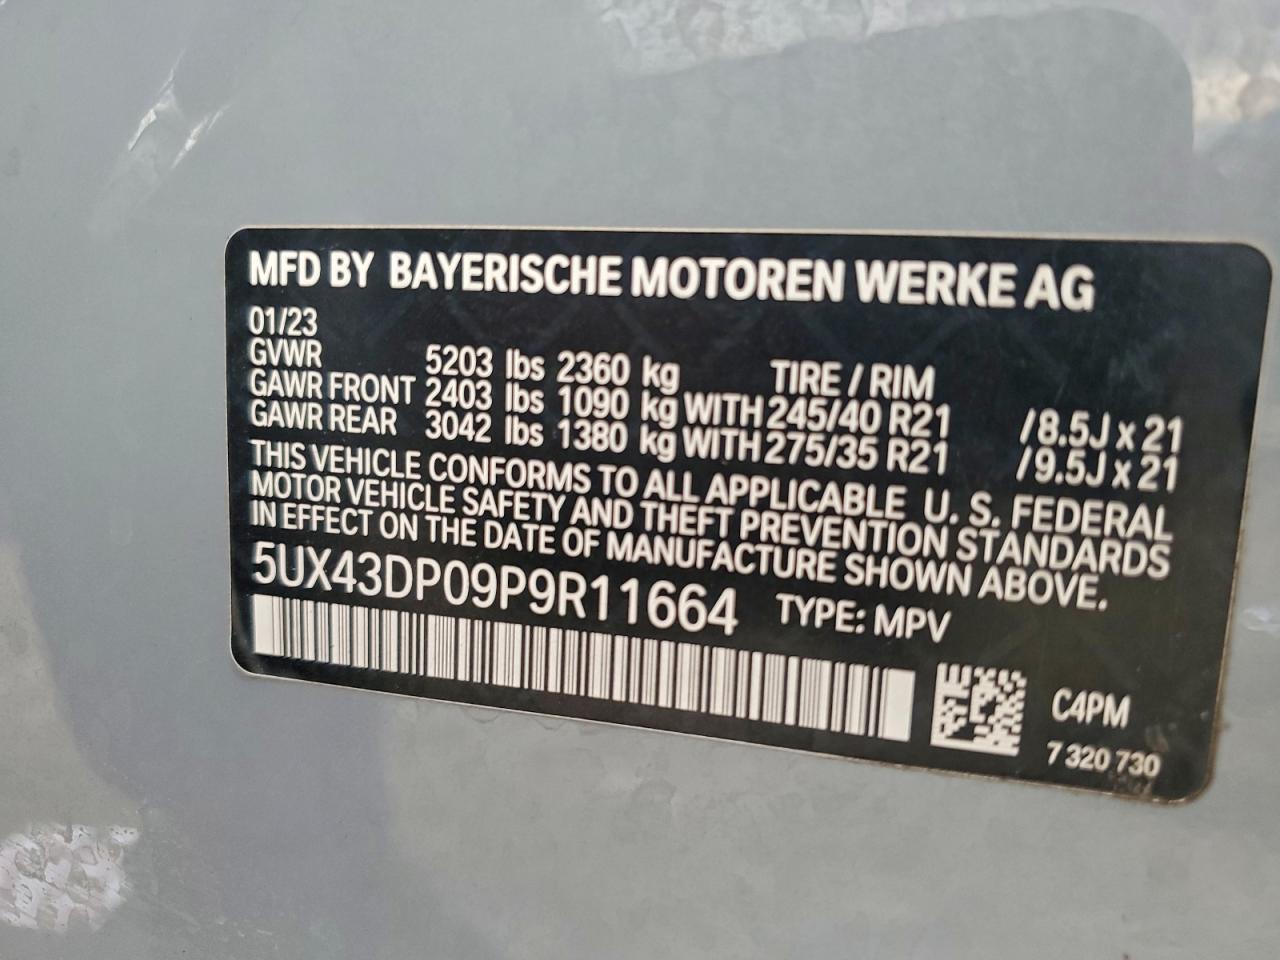 MFD BY BAYERISCHE MOTOREN WERKE AG
01/23
GVWR 5203 lbs 2360 kg TIRE / RIM
GAWR FRONT 2403 lbs 1090 kg WITH 245/40 R21 /8.5J x 21
GAWR REAR 3042 lbs 1380 kg WITH 275/35 R21 /9.5J x 21
THIS VEHICLE CONFORMS TO ALL APPLICABLE U. S. FEDERAL
MOTOR VEHICLE SAFETY AND THEFT PREVENTION STANDARDS
IN EFFECT ON THE DATE OF MANUFACTURE SHOWN ABOVE.
5UX43DP09P9R11664 TYPE: MPV
C4PM
7 320 730